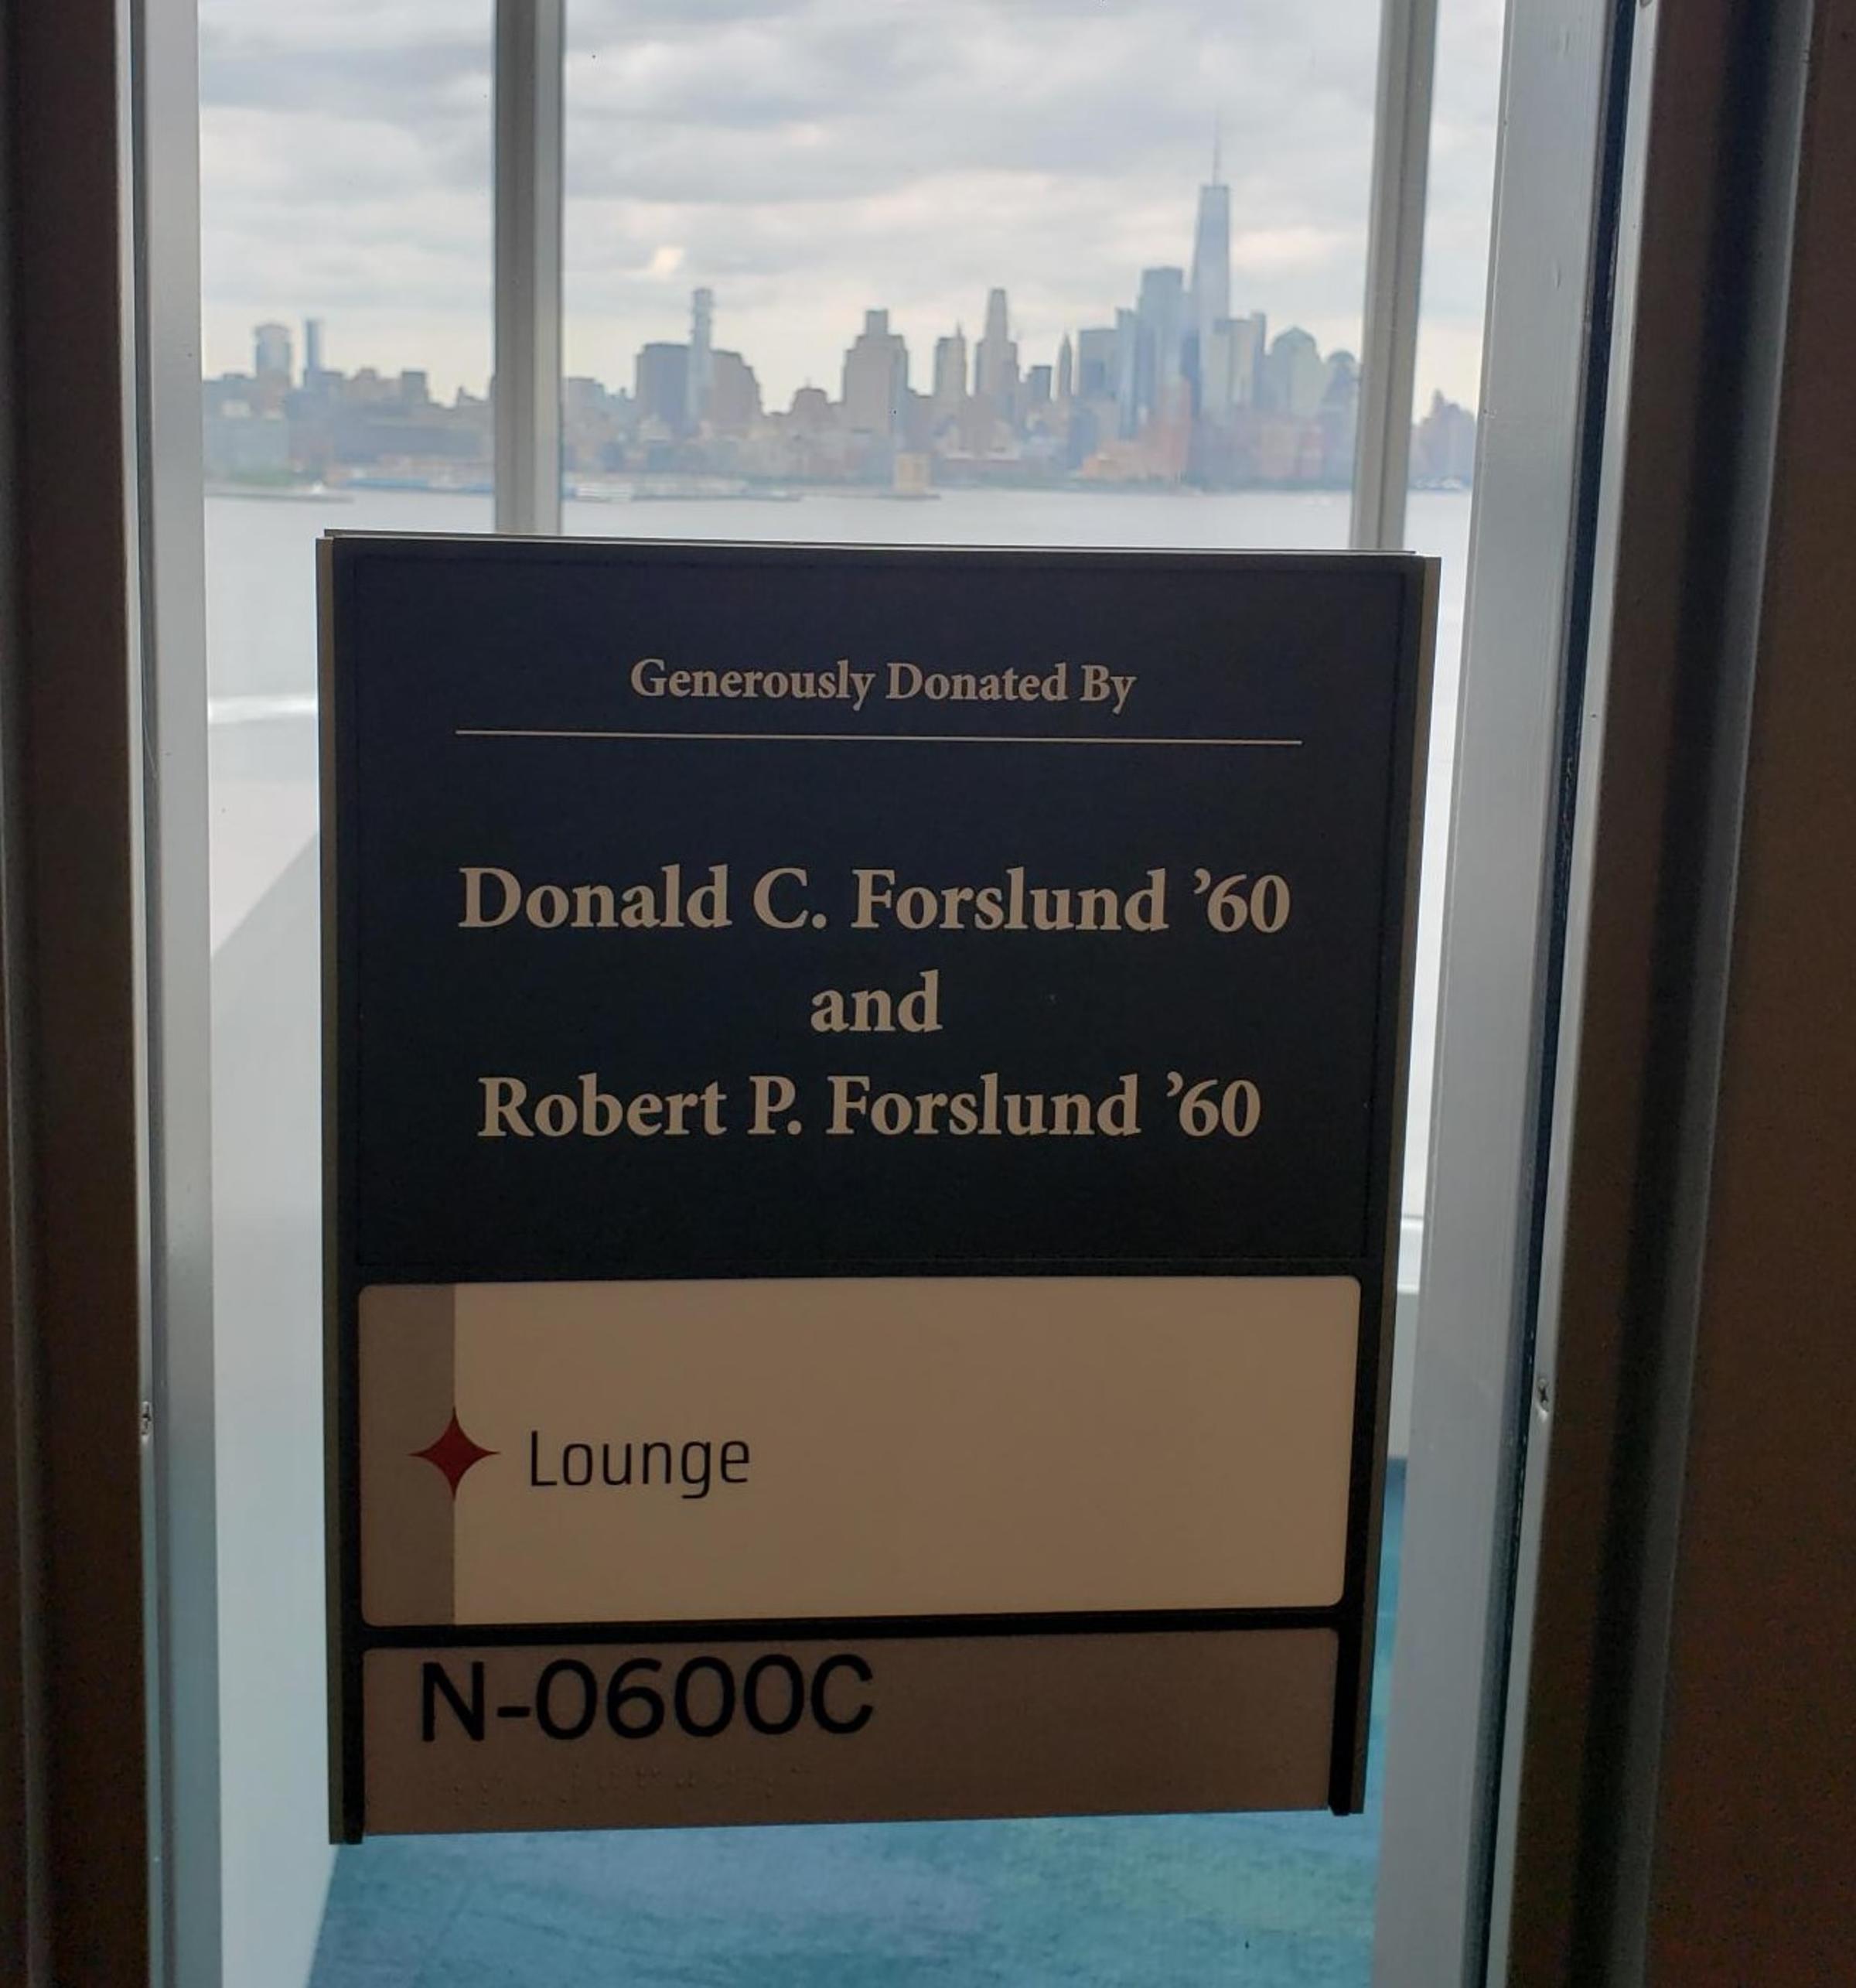 Generously Donated By
Donald C. Forslund ’60
and
Robert P. Forslund ’60
Lounge
N-0600C